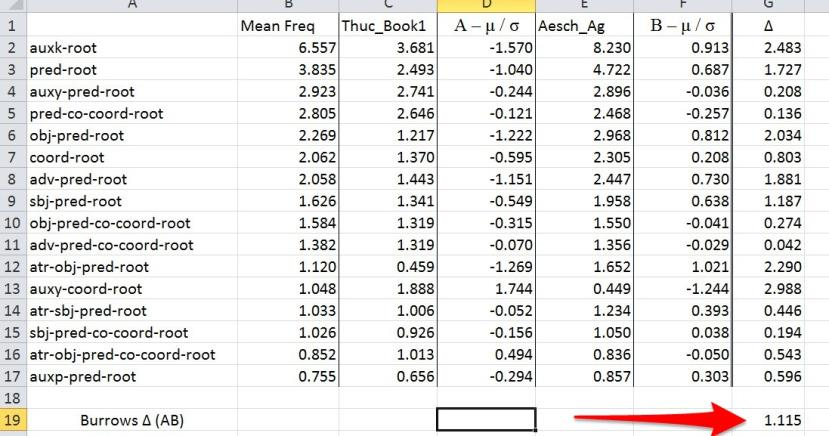 A B C D E F G
1 Mean Freq Thuc_Book1 A – μ / σ Aesch_Ag B – μ / σ Δ
2 auxk-root 6.557 3.681 -1.570 8.230 0.913 2.483
3 pred-root 3.835 2.493 -1.040 4.722 0.687 1.727
4 auxy-pred-root 2.923 2.741 -0.244 2.896 -0.036 0.208
5 pred-co-coord-root 2.805 2.646 -0.121 2.468 -0.257 0.136
6 obj-pred-root 2.269 1.217 -1.222 2.968 0.812 2.034
7 coord-root 2.062 1.370 -0.595 2.305 0.208 0.803
8 adv-pred-root 2.058 1.443 -1.151 2.447 0.730 1.881
9 sbj-pred-root 1.626 1.341 -0.549 1.958 0.638 1.187
10 obj-pred-co-coord-root 1.584 1.319 -0.315 1.550 -0.041 0.274
11 adv-pred-co-coord-root 1.382 1.319 -0.070 1.356 -0.029 0.042
12 atr-obj-pred-root 1.120 0.459 -1.269 1.652 1.021 2.290
13 auxy-coord-root 1.048 1.888 1.744 0.449 -1.244 2.988
14 atr-sbj-pred-root 1.033 1.006 -0.052 1.234 0.393 0.446
15 sbj-pred-co-coord-root 1.026 0.926 -0.156 1.050 0.038 0.194
16 atr-obj-pred-co-coord-root 0.852 1.013 0.494 0.836 -0.050 0.543
17 auxp-pred-root 0.755 0.656 -0.294 0.857 0.303 0.596
18
19 Burrows Δ (AB) 1.115